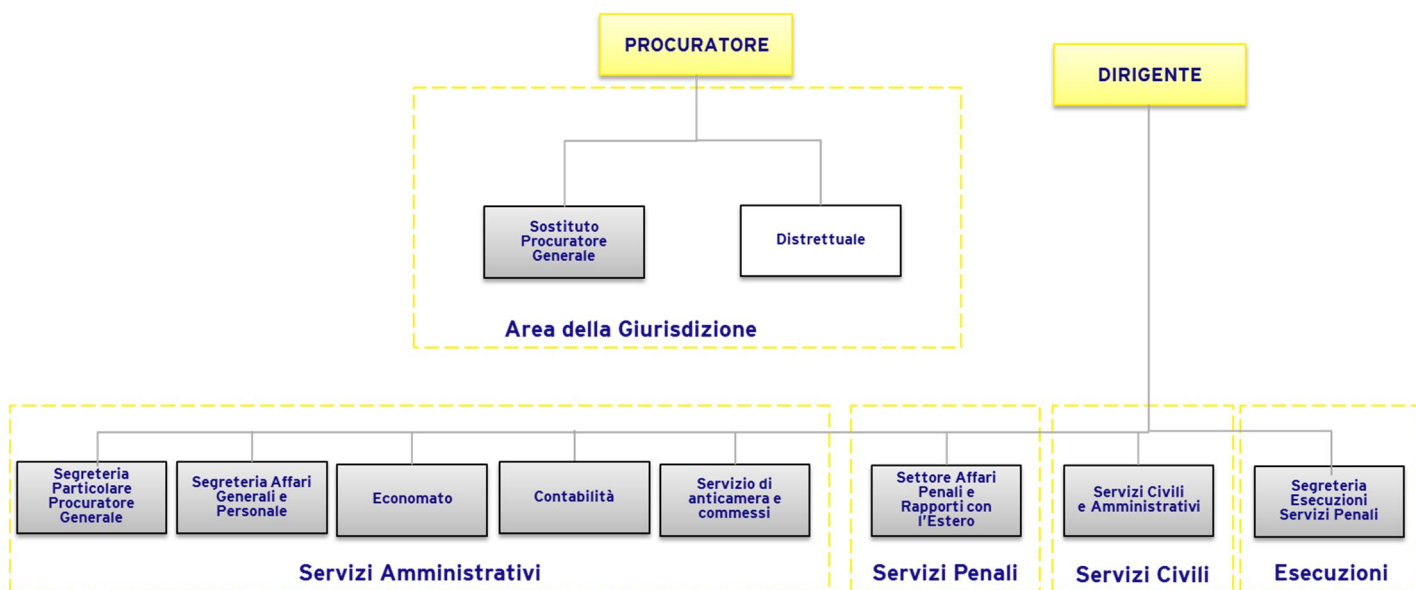 PROCURATORE
DIRIGENTE
Sostituto
Procuratore
Generale
Distrettuale
Area della Giurisdizione
Segreteria
Particolare
Procuratore
Generale
Segreteria Affari
Generali e
Personale
Economato
Contabilità
Servizio di
anticamera e
commessi
Settore Affari
Penali e
Rapporti con
l'Estero
Servizi Civili
e Amministrativi
Segreteria
Esecuzioni
Servizi Penali
Servizi Amministrativi
Servizi Penali
Servizi Civili
Esecuzioni